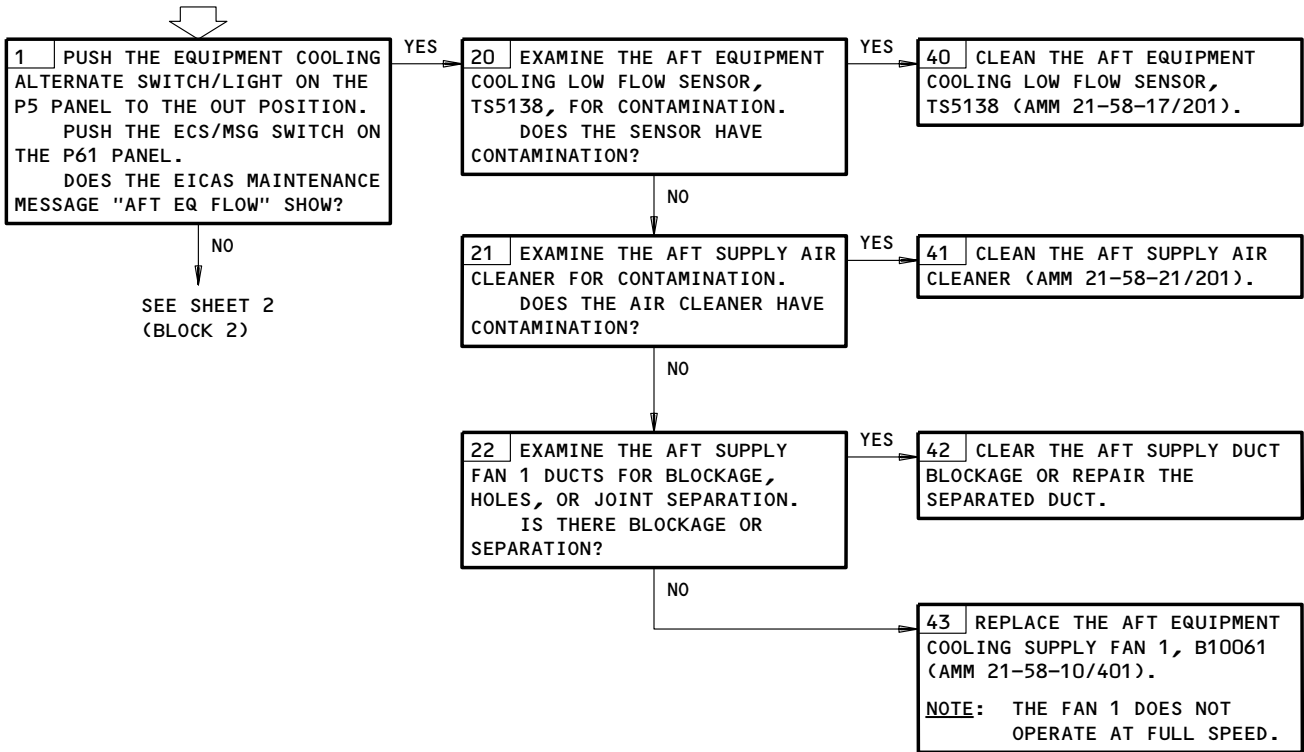 1 PUSH THE EQUIPMENT COOLING
ALTERNATE SWITCH/LIGHT ON THE
P5 PANEL TO THE OUT POSITION.
PUSH THE ECS/MSG SWITCH ON
THE P61 PANEL.
DOES THE EICAS MAINTENANCE
MESSAGE "AFT EQ FLOW" SHOW?
YES
NO
SEE SHEET 2
(BLOCK 2)
20 EXAMINE THE AFT EQUIPMENT
COOLING LOW FLOW SENSOR,
TS5138, FOR CONTAMINATION.
DOES THE SENSOR HAVE
CONTAMINATION?
YES
40 CLEAN THE AFT EQUIPMENT
COOLING LOW FLOW SENSOR,
TS5138 (AMM 21-58-17/201).
NO
21 EXAMINE THE AFT SUPPLY AIR
CLEANER FOR CONTAMINATION.
DOES THE AIR CLEANER HAVE
CONTAMINATION?
YES
41 CLEAN THE AFT SUPPLY AIR
CLEANER (AMM 21-58-21/201).
NO
22 EXAMINE THE AFT SUPPLY
FAN 1 DUCTS FOR BLOCKAGE,
HOLES, OR JOINT SEPARATION.
IS THERE BLOCKAGE OR
SEPARATION?
YES
42 CLEAR THE AFT SUPPLY DUCT
BLOCKAGE OR REPAIR THE
SEPARATED DUCT.
NO
43 REPLACE THE AFT EQUIPMENT
COOLING SUPPLY FAN 1, B10061
(AMM 21-58-10/401).
NOTE: THE FAN 1 DOES NOT
OPERATE AT FULL SPEED.